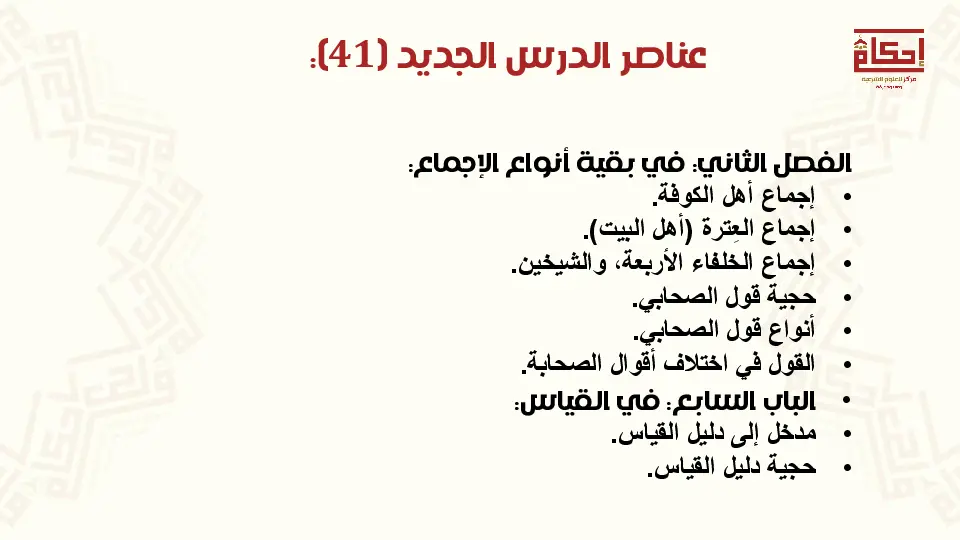 عناصر الدرس الجديد (41):
إحكام
مركز للعلوم الشرعية
الفصل الثاني: في بقية أنواع الإجماع:
• إجماع أهل الكوفة.
• إجماع العِترة (أهل البيت).
• إجماع الخلفاء الأربعة، والشيخين.
• حجية قول الصحابي.
• أنواع قول الصحابي.
• القول في اختلاف أقوال الصحابة.
• الباب السابع: في القياس:
• مدخل إلى دليل القياس.
• حجية دليل القياس.